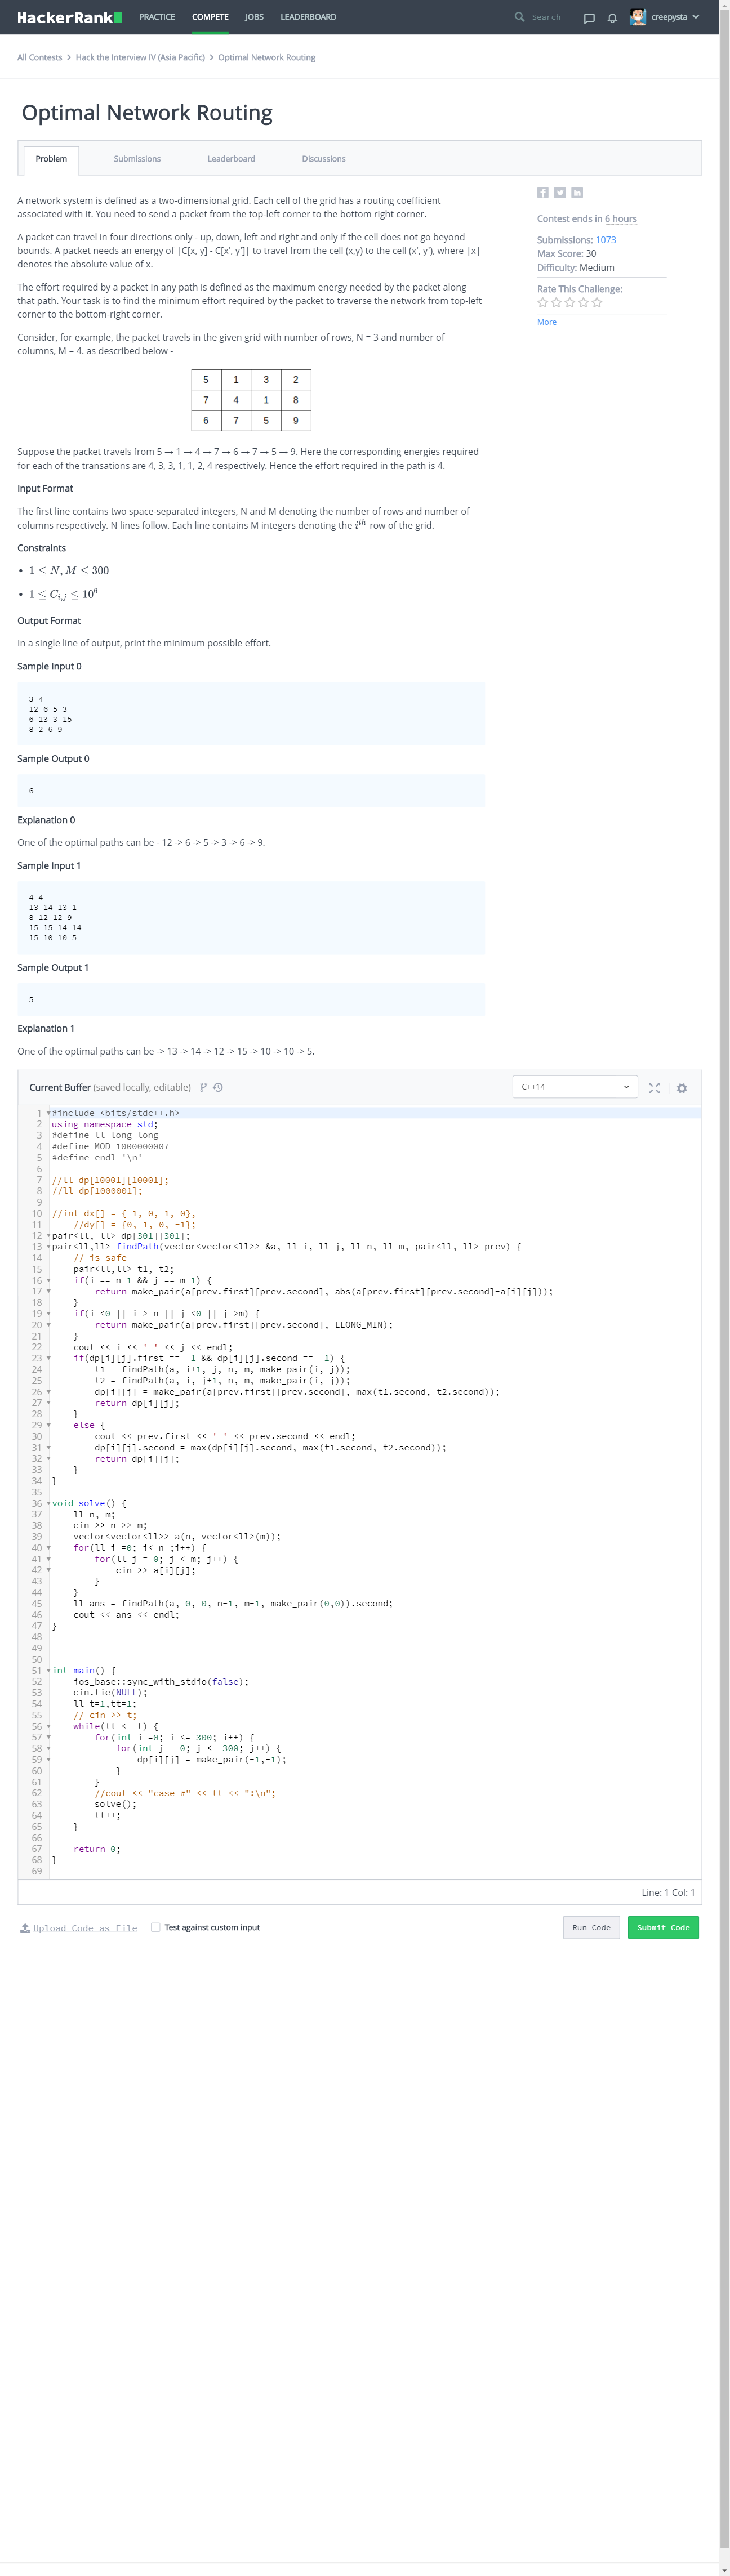 HackerRank PRACTICE COMPETE JOBS LEADERBOARD Search creepysta
All Contests > Hack the Interview IV (Asia Pacific) > Optimal Network Routing
Optimal Network Routing
Problem Submissions Leaderboard Discussions
A network system is defined as a two-dimensional grid. Each cell of the grid has a routing coefficient
associated with it. You need to send a packet from the top-left corner to the bottom right corner.
A packet can travel in four directions only - up, down, left and right and only if the cell does not go beyond
bounds. A packet needs an energy of |C[x, y] - C[x', y']| to travel from the cell (x,y) to the cell (x', y'), where |x|
denotes the absolute value of x.
The effort required by a packet in any path is defined as the maximum energy needed by the packet along
that path. Your task is to find the minimum effort required by the packet to traverse the network from top-left
corner to the bottom-right corner.
Consider, for example, the packet travels in the given grid with number of rows, N = 3 and number of
columns, M = 4. as described below -
5 1 3 2
7 4 1 8
6 7 5 9
Suppose the packet travels from 5 → 1 → 4 → 7 → 6 → 7 → 5 → 9. Here the corresponding energies required
for each of the transations are 4, 3, 3, 1, 1, 2, 4 respectively. Hence the effort required in the path is 4.
Input Format
The first line contains two space-separated integers, N and M denoting the number of rows and number of
columns respectively. N lines follow. Each line contains M integers denoting the i^th row of the grid.
Constraints
• 1 ≤ N, M ≤ 300
• 1 ≤ C_i,j ≤ 10^6
Output Format
In a single line of output, print the minimum possible effort.
Sample Input 0
3 4
12 6 5 3
6 13 3 15
8 2 6 9
Sample Output 0
6
Explanation 0
One of the optimal paths can be - 12 -> 6 -> 5 -> 3 -> 6 -> 9.
Sample Input 1
4 4
13 14 13 1
8 12 12 9
15 15 14 14
15 10 10 5
Sample Output 1
5
Explanation 1
One of the optimal paths can be -> 13 -> 14 -> 12 -> 15 -> 10 -> 10 -> 5.
Contest ends in 6 hours
Submissions: 1073
Max Score: 30
Difficulty: Medium
Rate This Challenge:
More
Current Buffer (saved locally, editable) C++14
1 #include <bits/stdc++.h>
2 using namespace std;
3 #define ll long long
4 #define MOD 1000000007
5 #define endl '\n'
6
7 //ll dp[10001][10001];
8 //ll dp[1000001];
9
10 //int dx[] = {-1, 0, 1, 0},
11     //dy[] = {0, 1, 0, -1};
12 pair<ll, ll> dp[301][301];
13 pair<ll,ll> findPath(vector<vector<ll>> &a, ll i, ll j, ll n, ll m, pair<ll, ll> prev) {
14     // is safe
15     pair<ll,ll> t1, t2;
16     if(i == n-1 && j == m-1) {
17         return make_pair(a[prev.first][prev.second], abs(a[prev.first][prev.second]-a[i][j]));
18     }
19     if(i <0 || i > n || j <0 || j >m) {
20         return make_pair(a[prev.first][prev.second], LLONG_MIN);
21     }
22     cout << i << ' ' << j << endl;
23     if(dp[i][j].first == -1 && dp[i][j].second == -1) {
24         t1 = findPath(a, i+1, j, n, m, make_pair(i, j));
25         t2 = findPath(a, i, j+1, n, m, make_pair(i, j));
26         dp[i][j] = make_pair(a[prev.first][prev.second], max(t1.second, t2.second));
27         return dp[i][j];
28     }
29     else {
30         cout << prev.first << ' ' << prev.second << endl;
31         dp[i][j].second = max(dp[i][j].second, max(t1.second, t2.second));
32         return dp[i][j];
33     }
34 }
35
36 void solve() {
37     ll n, m;
38     cin >> n >> m;
39     vector<vector<ll>> a(n, vector<ll>(m));
40     for(ll i =0; i< n ;i++) {
41         for(ll j = 0; j < m; j++) {
42             cin >> a[i][j];
43         }
44     }
45     ll ans = findPath(a, 0, 0, n-1, m-1, make_pair(0,0)).second;
46     cout << ans << endl;
47 }
48
49
50
51 int main() {
52     ios_base::sync_with_stdio(false);
53     cin.tie(NULL);
54     ll t=1,tt=1;
55     // cin >> t;
56     while(tt <= t) {
57         for(int i =0; i <= 300; i++) {
58             for(int j = 0; j <= 300; j++) {
59                 dp[i][j] = make_pair(-1,-1);
60             }
61         }
62         //cout << "case #" << tt << ":\n";
63         solve();
64         tt++;
65     }
66
67     return 0;
68 }
69
Line: 1 Col: 1
Upload Code as File Test against custom input Run Code Submit Code